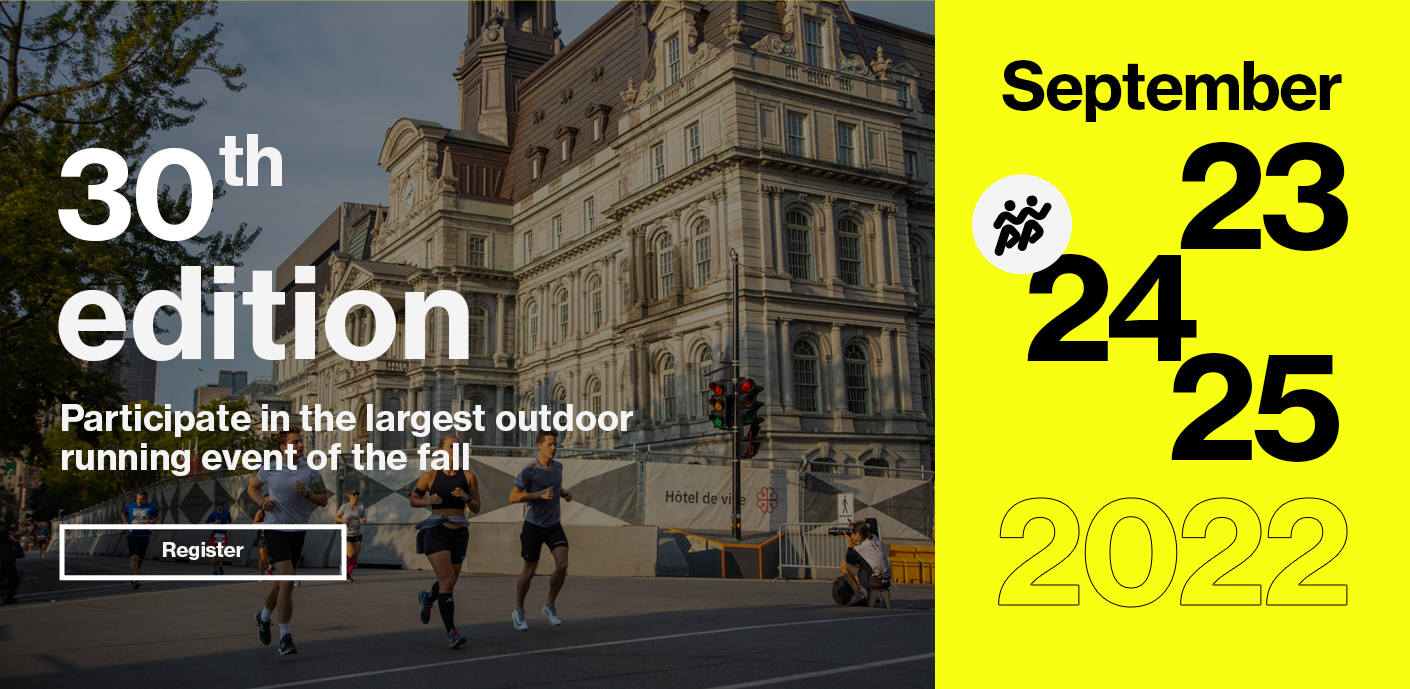 30th
edition
Participate in the largest outdoor
running event of the fall
Register
Hôtel de ville
September
23
24
25
2022